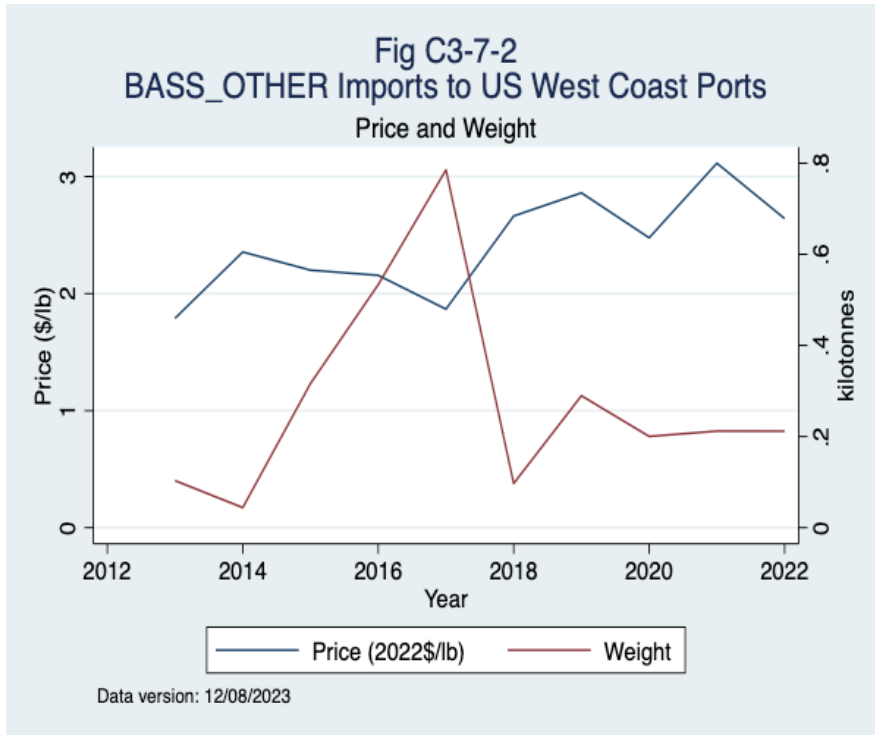 Fig C3-7-2
BASS_OTHER Imports to US West Coast Ports
Price and Weight
Price ($/lb)
3
2
1
0
.8
.6
.4
.2
0
kilotonnes
2012 2014 2016 2018 2020 2022
Year
Price (2022$/lb) Weight
Data version: 12/08/2023